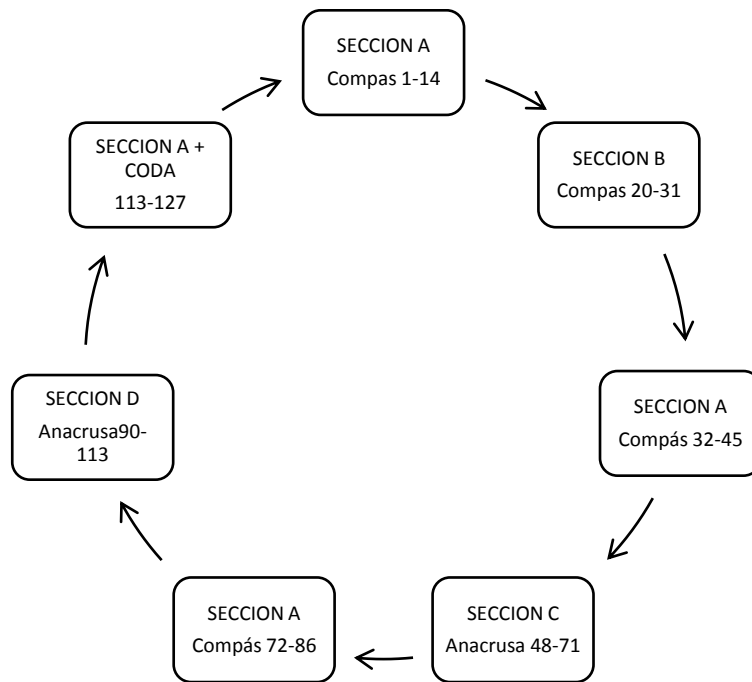 SECCION A
Compas 1-14
SECCION B
Compas 20-31
SECCION A
Compás 32-45
SECCION C
Anacrusa 48-71
SECCION A
Compás 72-86
SECCION D
Anacrusa90-
113
SECCION A +
CODA
113-127